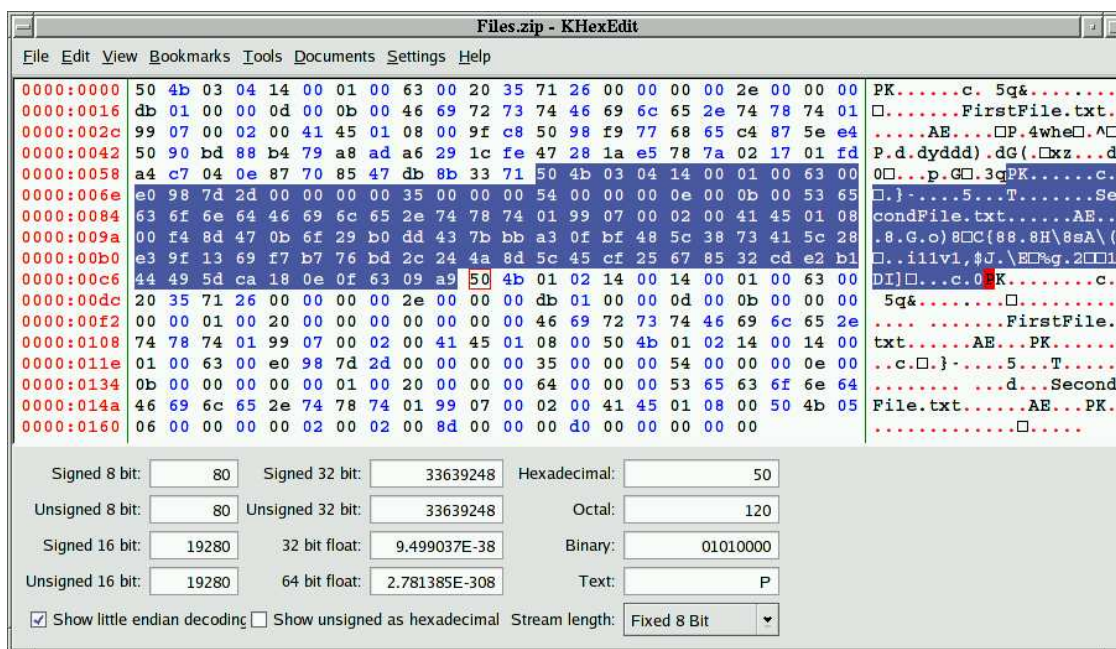 Files.zip - KHexEdit
File Edit View Bookmarks Tools Documents Settings Help
0000:0000 50 4b 03 04 14 00 01 00 63 00 20 35 71 26 00 00 00 00 2e 00 00 00 PK......c. 5q&.........
0000:0016 db 01 00 00 0d 00 0b 00 46 69 72 73 74 46 69 6c 65 2e 74 78 74 01 □.......FirstFile.txt.
0000:002c 99 07 00 02 00 41 45 01 08 00 9f c8 50 98 f9 77 68 65 c4 87 5e e4 .....AE....□P.4whe□.^□
0000:0042 50 90 bd 88 b4 79 a8 ad a6 29 1c fe 47 28 1a e5 78 7a 02 17 01 fd P.d.dyddd).dG(.□xz...d
0000:0058 a4 c7 04 0e 87 70 85 47 db 8b 33 71 50 4b 03 04 14 00 01 00 63 00 0□...p.G□.3qPK......c.
0000:006e e0 98 7d 2d 00 00 00 00 35 00 00 00 54 00 00 00 0e 00 0b 00 53 65 □.}-....5...T.......Se
0000:0084 63 6f 6e 64 46 69 6c 65 2e 74 78 74 01 99 07 00 02 00 41 45 01 08 condFile.txt......AE..
0000:009a 00 f4 8d 47 0b 6f 29 b0 dd 43 7b bb a3 0f bf 48 5c 38 73 41 5c 28 .8.G.o)8□C{88.8H\8sA\(
0000:00b0 e3 9f 13 69 f7 b7 76 bd 2c 24 4a 8d 5c 45 cf 25 67 85 32 cd e2 b1 □..i11v1,$J.\E□%g.2□□1
0000:00c6 44 49 5d ca 18 0e 0f 63 09 a9 50 4b 01 02 14 00 14 00 01 00 63 00 DI]□...c.0PK........c.
0000:00dc 20 35 71 26 00 00 00 00 2e 00 00 00 db 01 00 00 0d 00 0b 00 00 00 5q&........□.........
0000:00f2 00 00 01 00 20 00 00 00 00 00 00 00 46 69 72 73 74 46 69 6c 65 2e .... .......FirstFile.
0000:0108 74 78 74 01 99 07 00 02 00 41 45 01 08 00 50 4b 01 02 14 00 14 00 txt......AE...PK......
0000:011e 01 00 63 00 e0 98 7d 2d 00 00 00 00 35 00 00 00 54 00 00 00 0e 00 ..c.□.}-....5...T.....
0000:0134 0b 00 00 00 00 00 01 00 20 00 00 00 64 00 00 00 53 65 63 6f 6e 64 ........ ...d...Second
0000:014a 46 69 6c 65 2e 74 78 74 01 99 07 00 02 00 41 45 01 08 00 50 4b 05 File.txt......AE...PK.
0000:0160 06 00 00 00 00 02 00 02 00 8d 00 00 00 d0 00 00 00 00 00 .............□.....
Signed 8 bit: 80 Signed 32 bit: 33639248 Hexadecimal: 50
Unsigned 8 bit: 80 Unsigned 32 bit: 33639248 Octal: 120
Signed 16 bit: 19280 32 bit float: 9.499037E-38 Binary: 01010000
Unsigned 16 bit: 19280 64 bit float: 2.781385E-308 Text: P
Show little endian decoding Show unsigned as hexadecimal Stream length: Fixed 8 Bit